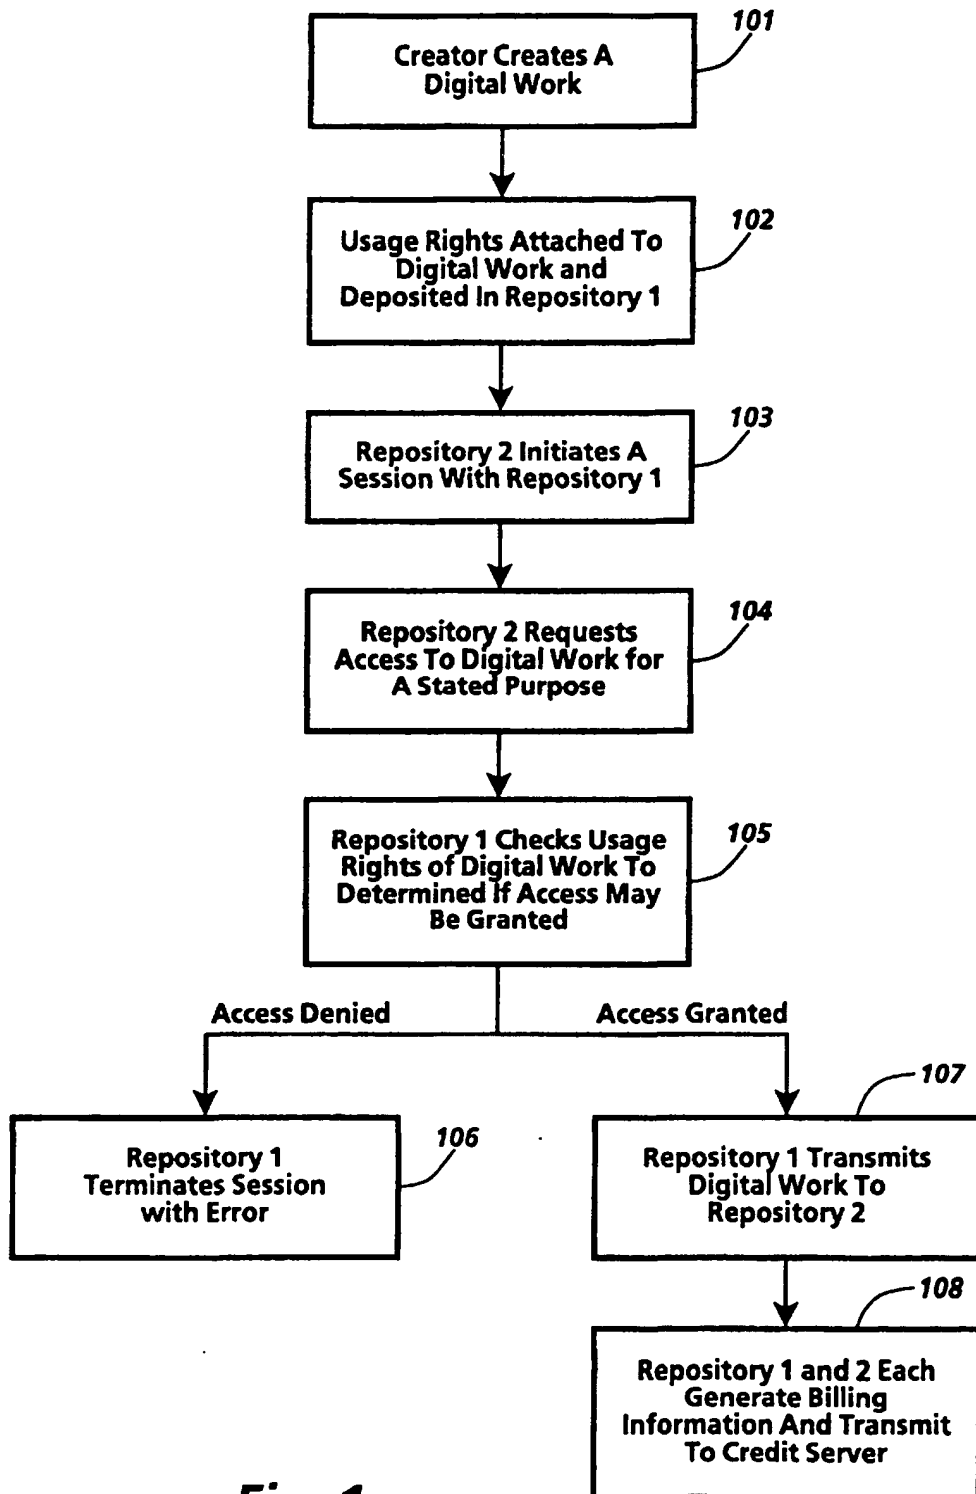 101
Creator Creates A
Digital Work
102
Usage Rights Attached To
Digital Work and
Deposited In Repository 1
103
Repository 2 Initiates A
Session With Repository 1
104
Repository 2 Requests
Access To Digital Work for
A Stated Purpose
105
Repository 1 Checks Usage
Rights of Digital Work To
Determined If Access May
Be Granted
Access Denied
Access Granted
107
106
Repository 1
Terminates Session
with Error
Repository 1 Transmits
Digital Work To
Repository 2
108
Repository 1 and 2 Each
Generate Billing
Information And Transmit
To Credit Server
Fig. 1